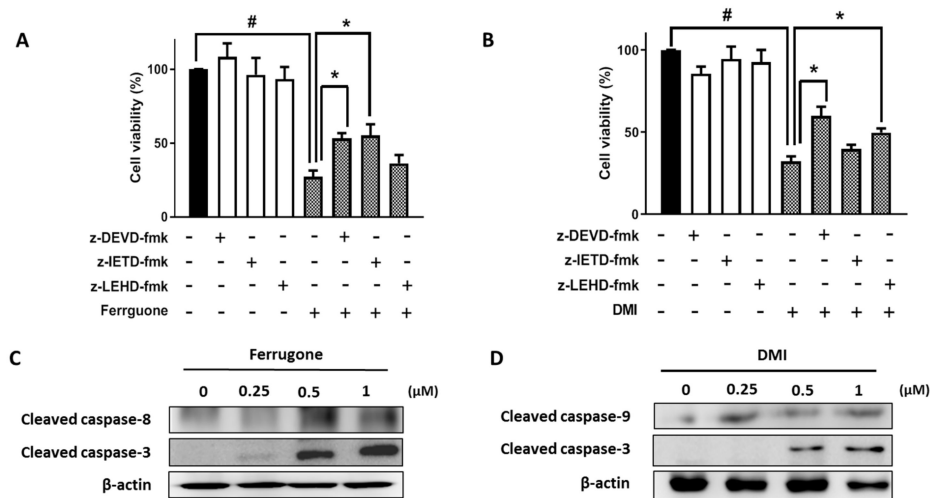 A
#
*
*
Cell viability (%)
100
50
0
z-DEVD-fmk - + - - - + - -
z-IETD-fmk - - + - - - + -
z-LEHD-fmk - - - + - - - +
Ferrguone - - - - + + + +
B
#
*
*
Cell viability (%)
100
50
0
z-DEVD-fmk - + - - - + - -
z-IETD-fmk - - + - - - + -
z-LEHD-fmk - - - + - - - +
DMI - - - - + + + +
C
Ferrugone
0 0.25 0.5 1 (μM)
Cleaved caspase-8
Cleaved caspase-3
β-actin
D
DMI
0 0.25 0.5 1 (μM)
Cleaved caspase-9
Cleaved caspase-3
β-actin